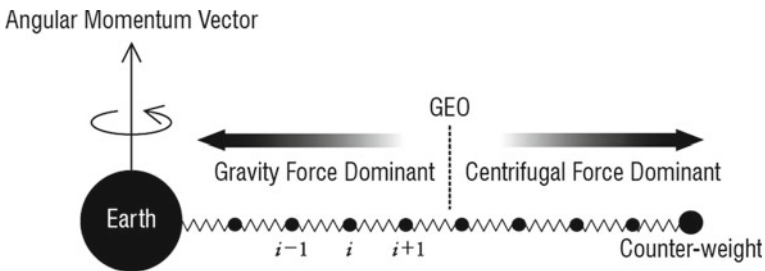 Angular Momentum Vector
GEO
Gravity Force Dominant
Centrifugal Force Dominant
Earth
i−1
i
i+1
Counter-weight